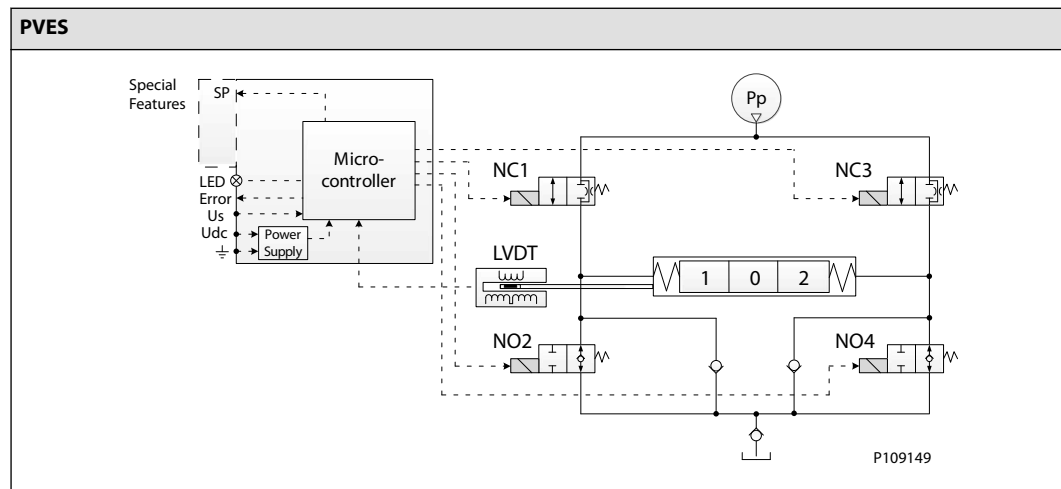 PVES
Special
Features
SP
Pp
Micro-
controller
NC1
NC3
LED
Error
Us
Udc
Power
Supply
LVDT
1 0 2
NO2
NO4
P109149